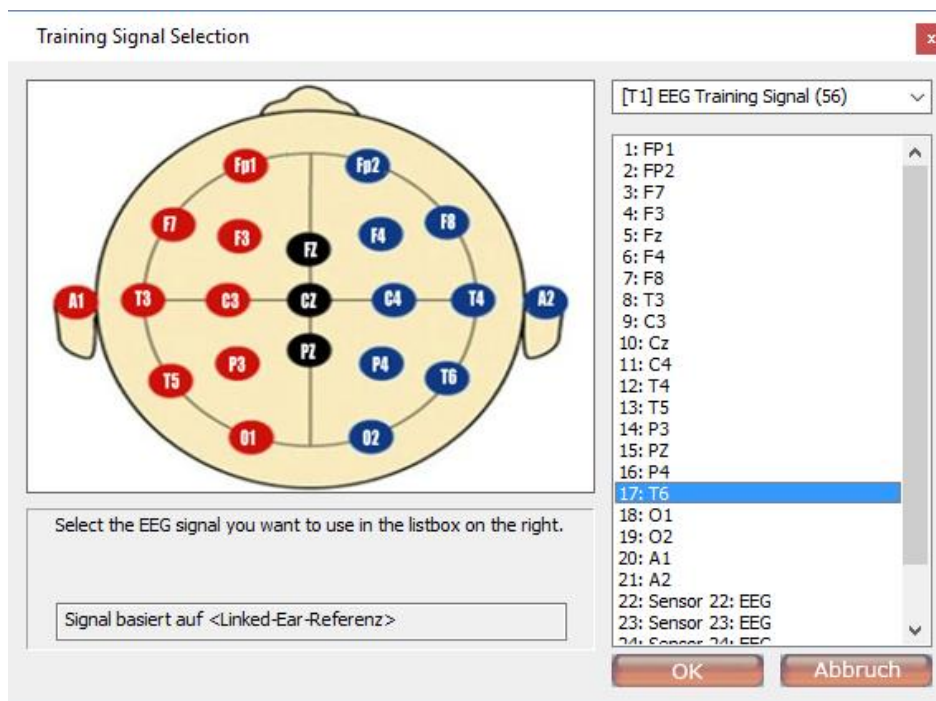 Training Signal Selection
x
Fp1
Fp2
F7
F3
FZ
F4
F8
A1
T3
C3
CZ
C4
T4
A2
T5
P3
PZ
P4
T6
O1
O2
Select the EEG signal you want to use in the listbox on the right.
Signal basiert auf <Linked-Ear-Referenz>
[T1] EEG Training Signal (56)
1: FP1
2: FP2
3: F7
4: F3
5: Fz
6: F4
7: F8
8: T3
9: C3
10: Cz
11: C4
12: T4
13: T5
14: P3
15: PZ
16: P4
17: T6
18: O1
19: O2
20: A1
21: A2
22: Sensor 22: EEG
23: Sensor 23: EEG
24: Sensor 24: EEG
OK
Abbruch